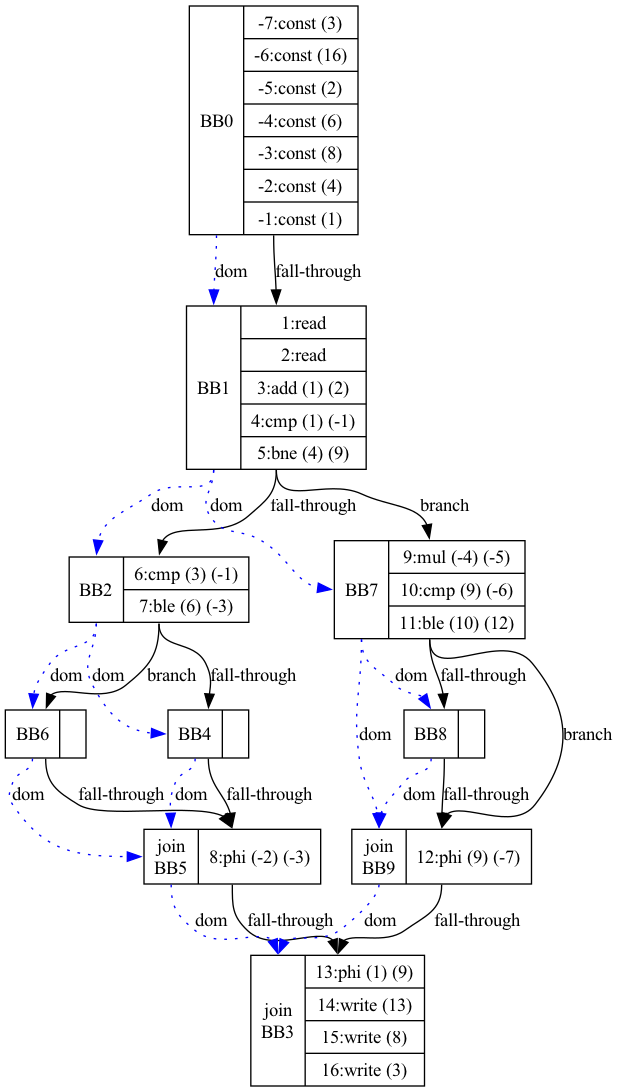 BB0
-7:const (3)
-6:const (16)
-5:const (2)
-4:const (6)
-3:const (8)
-2:const (4)
-1:const (1)
dom
fall-through
BB1
1:read
2:read
3:add (1) (2)
4:cmp (1) (-1)
5:bne (4) (9)
dom
dom
fall-through
branch
BB2
6:cmp (3) (-1)
7:ble (6) (-3)
BB7
9:mul (-4) (-5)
10:cmp (9) (-6)
11:ble (10) (12)
dom
dom
branch
fall-through
dom
fall-through
BB6
BB4
BB8
dom
branch
dom
fall-through
dom
fall-through
dom
fall-through
join
BB5
8:phi (-2) (-3)
join
BB9
12:phi (9) (-7)
dom
fall-through
dom
fall-through
join
BB3
13:phi (1) (9)
14:write (13)
15:write (8)
16:write (3)